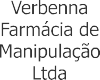 Verbenna
Farmácia de
Manipulação
Ltda